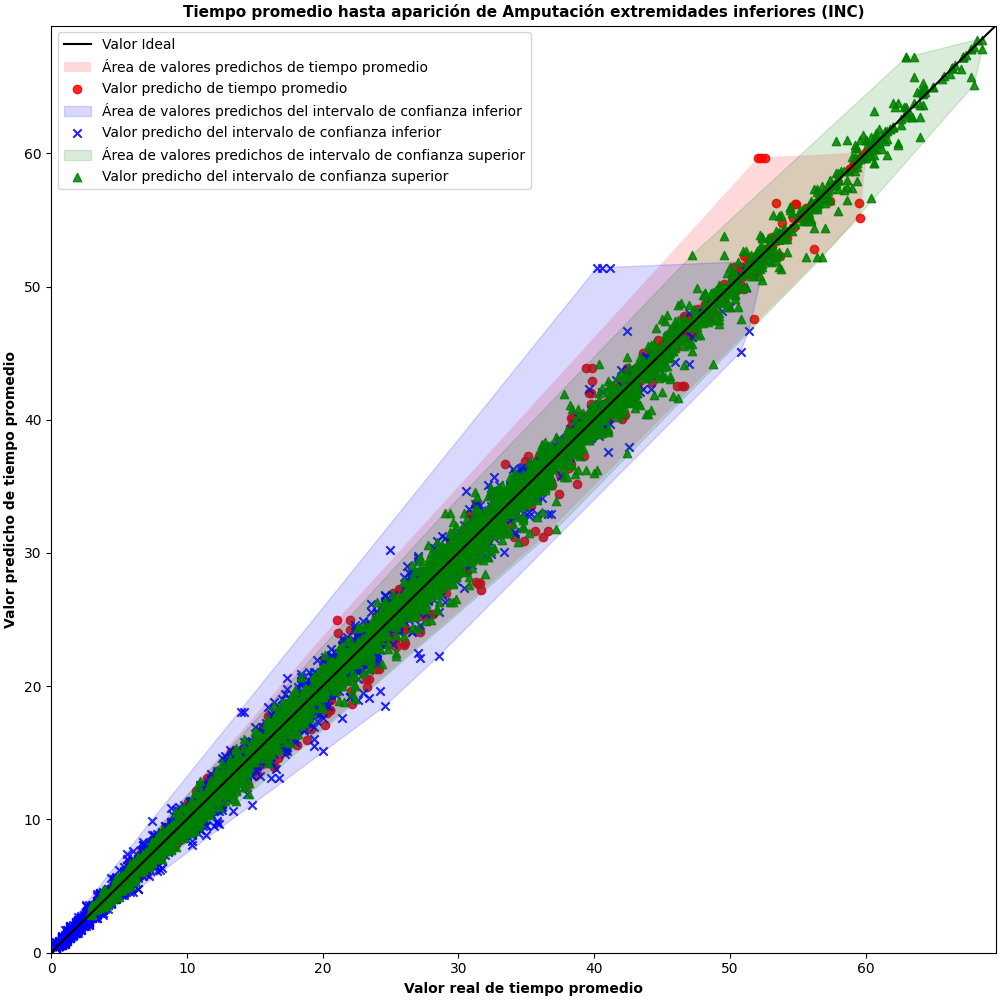 Tiempo promedio hasta aparición de Amputación extremidades inferiores (INC)
Valor Ideal
Área de valores predichos de tiempo promedio
Valor predicho de tiempo promedio
Área de valores predichos del intervalo de confianza inferior
Valor predicho del intervalo de confianza inferior
Área de valores predichos de intervalo de confianza superior
Valor predicho del intervalo de confianza superior
Valor predicho de tiempo promedio
60
50
40
30
20
10
0
0 10 20 30 40 50 60
Valor real de tiempo promedio